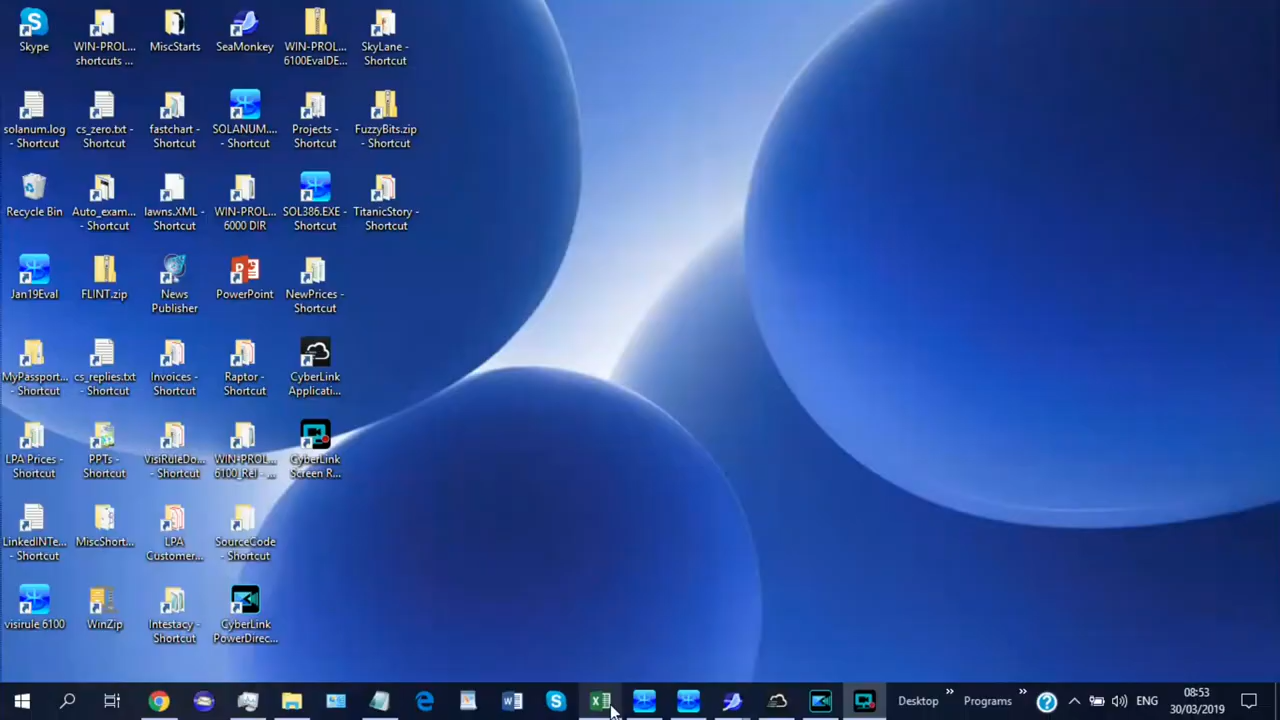 Skype
WIN-PROL...
shortcuts ...
MiscStarts
SeaMonkey
WIN-PROL...
6100EvalDE...
SkyLane -
Shortcut
solanum.log
- Shortcut
cs_zero.txt -
Shortcut
fastchart -
Shortcut
SOLANUM....
- Shortcut
Projects -
Shortcut
FuzzyBits.zip
- Shortcut
Recycle Bin
Auto_exam...
- Shortcut
lawns.XML -
Shortcut
WIN-PROL...
6000 DIR
SOL386.EXE -
Shortcut
TitanicStory -
Shortcut
Jan19Eval
FLINT.zip
News
Publisher
PowerPoint
NewPrices -
Shortcut
MyPassport...
- Shortcut
cs_replies.txt
- Shortcut
Invoices -
Shortcut
Raptor -
Shortcut
CyberLink
Applicati...
LPA Prices -
Shortcut
PPTs -
Shortcut
VisiRuleDo...
- Shortcut
WIN-PROL...
6100_Rel - ...
CyberLink
Screen R...
LinkedINTe...
- Shortcut
MiscShort...
- Shortcut
LPA
Customer...
SourceCode
- Shortcut
visirule 6100
WinZip
Intestacy -
Shortcut
CyberLink
PowerDirec...
Desktop
Programs
ENG
08:53
30/03/2019